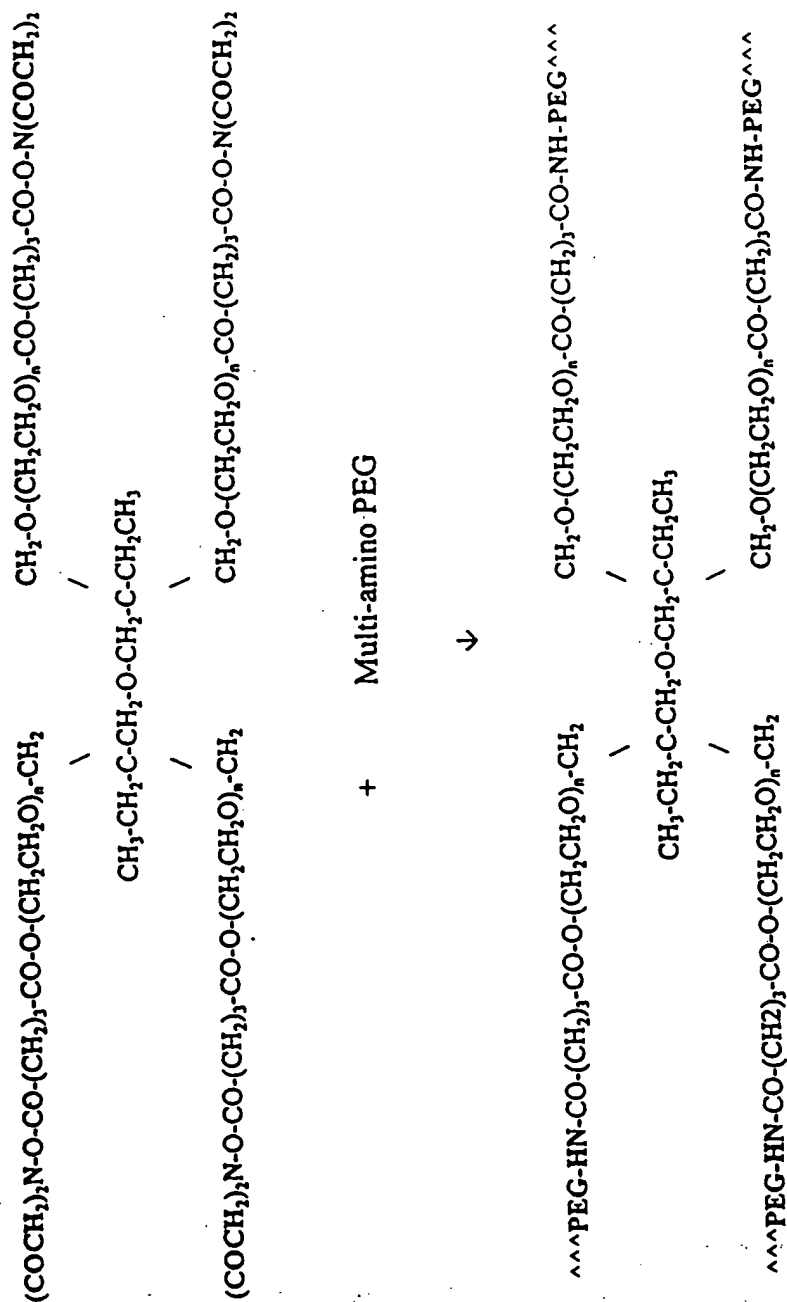 (COCH₂)₂N-O-CO-(CH₂)₃-CO-O-(CH₂CH₂O)ₙ-CH₂ CH₂-O-(CH₂CH₂O)ₙ-CO-(CH₂)₃-CO-O-N(COCH₂)₂
\ /
CH₃-CH₂-C-CH₂-O-CH₂-C-CH₂CH₃
/ \
(COCH₂)₂N-O-CO-(CH₂)₃-CO-O-(CH₂CH₂O)ₙ-CH₂ CH₂-O-(CH₂CH₂O)ₙ-CO-(CH₂)₃-CO-O-N(COCH₂)₂
+ Multi-amino PEG
↓
^^^PEG-HN-CO-(CH₂)₃-CO-O-(CH₂CH₂O)ₙ-CH₂ CH₂-O-(CH₂CH₂O)ₙ-CO-(CH₂)₃-CO-NH-PEG^^^
\ /
CH₃-CH₂-C-CH₂-O-CH₂-C-CH₂CH₃
/ \
^^^PEG-HN-CO-(CH2)₃-CO-O-(CH₂CH₂O)ₙ-CH₂ CH₂-O(CH₂CH₂O)ₙ-CO-(CH₂)₃CO-NH-PEG^^^